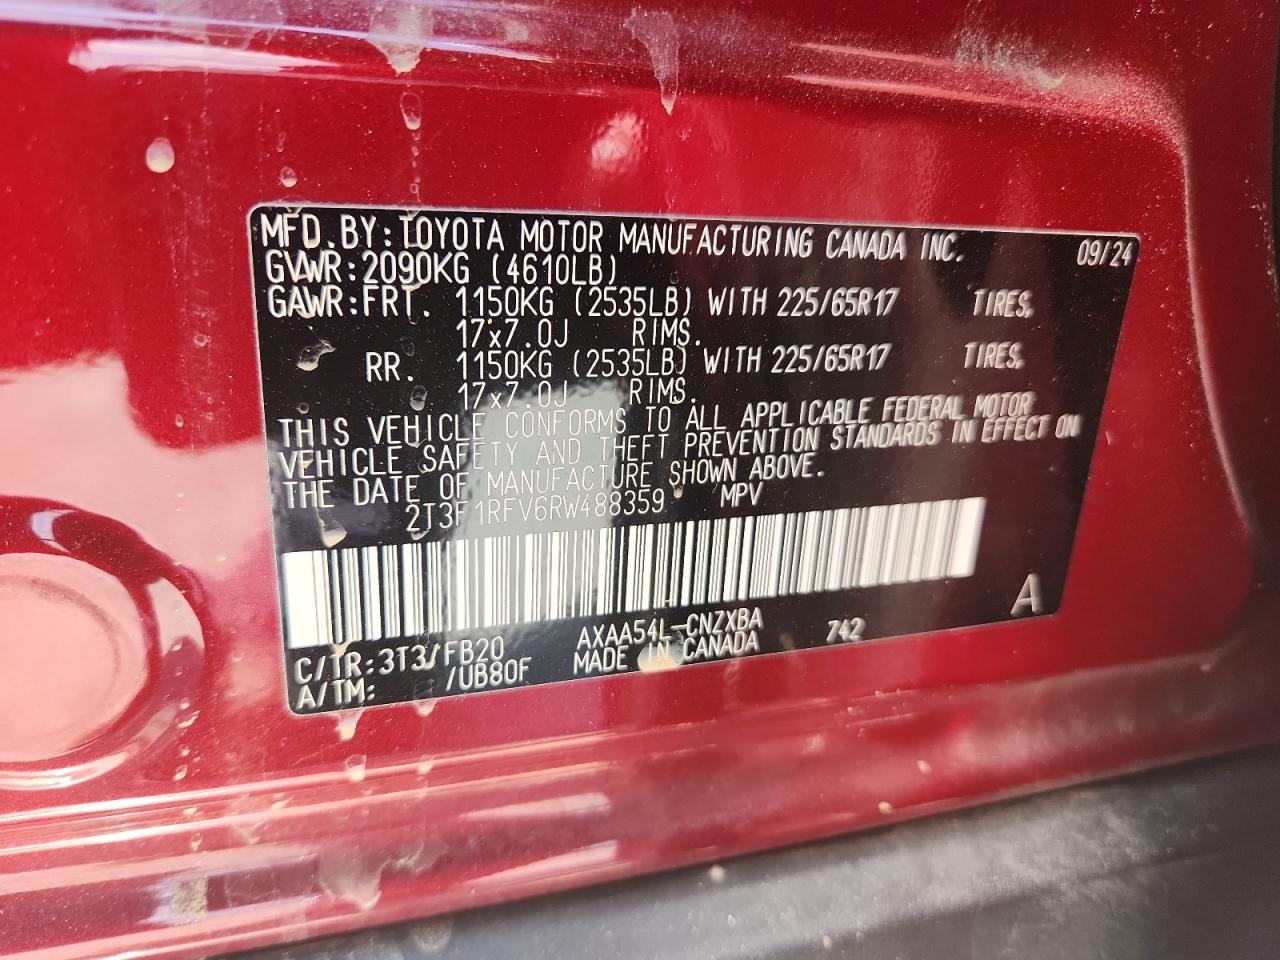 MFD.BY:TOYOTA MOTOR MANUFACTURING CANADA INC. 09/24
GVWR:2090KG (4610LB)
GAWR:FRT. 1150KG (2535LB) WITH 225/65R17 TIRES,
17x7.0J RIMS.
RR. 1150KG (2535LB) WITH 225/65R17 TIRES,
17x7.0J RIMS.
THIS VEHICLE CONFORMS TO ALL APPLICABLE FEDERAL MOTOR
VEHICLE SAFETY AND THEFT PREVENTION STANDARDS IN EFFECT ON
THE DATE OF MANUFACTURE SHOWN ABOVE.
2T3F1RFV6RW488359 MPV
A
C/TR:3T3/FB20 AXAA54L-CNZXBA 742
A/TM: /UB80F MADE IN CANADA